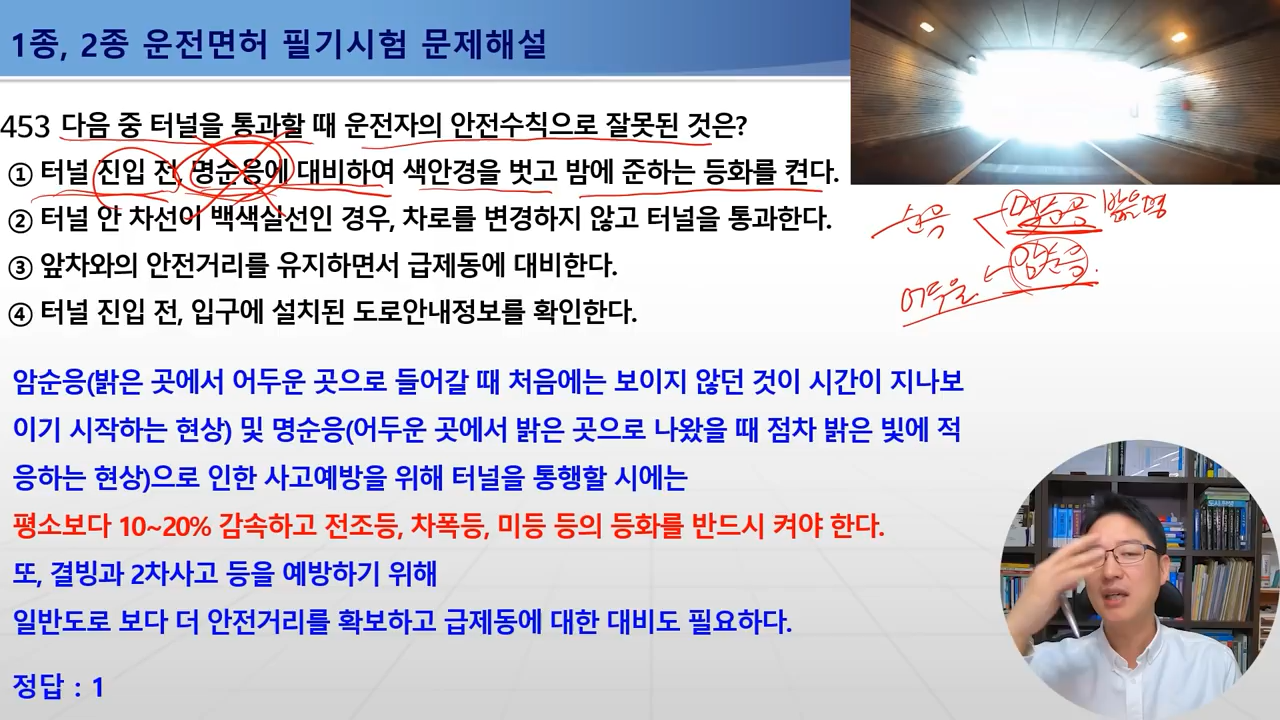 1종, 2종 운전면허 필기시험 문제해설
453 다음 중 터널을 통과할 때 운전자의 안전수칙으로 잘못된 것은?
① 터널 진입 전, 명순응에 대비하여 색안경을 벗고 밤에 준하는 등화를 켠다.
② 터널 안 차선이 백색실선인 경우, 차로를 변경하지 않고 터널을 통과한다.
③ 앞차와의 안전거리를 유지하면서 급제동에 대비한다.
④ 터널 진입 전, 입구에 설치된 도로안내정보를 확인한다.
순응
명순응
암순응
어두울
암순응(밝은 곳에서 어두운 곳으로 들어갈 때 처음에는 보이지 않던 것이 시간이 지나보
이기 시작하는 현상) 및 명순응(어두운 곳에서 밝은 곳으로 나왔을 때 점차 밝은 빛에 적
응하는 현상)으로 인한 사고예방을 위해 터널을 통행할 시에는
평소보다 10~20% 감속하고 전조등, 차폭등, 미등 등의 등화를 반드시 켜야 한다.
또, 결빙과 2차사고 등을 예방하기 위해
일반도로 보다 더 안전거리를 확보하고 급제동에 대한 대비도 필요하다.
정답 : 1